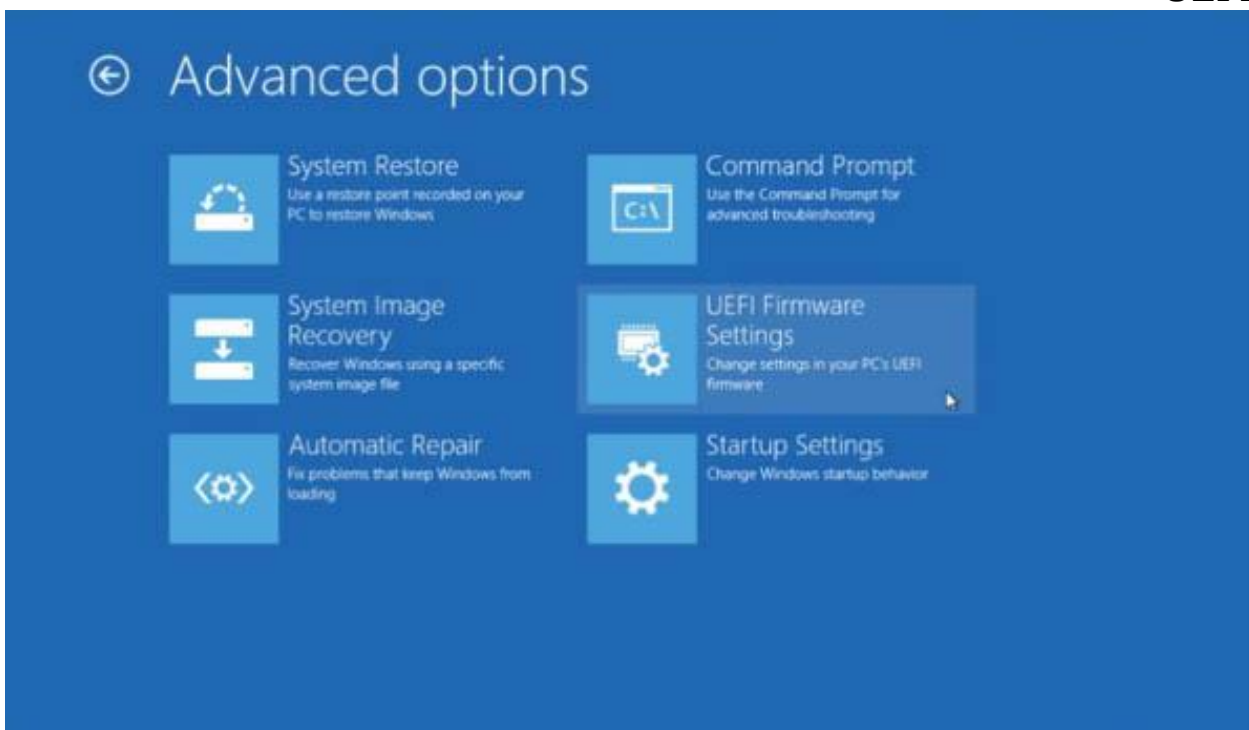 Advanced options
System Restore
Use a restore point recorded on your
PC to restore Windows
Command Prompt
Use the Command Prompt for
advanced troubleshooting
C:\
System Image
Recovery
Recover Windows using a specific
system image file
UEFI Firmware
Settings
Change settings in your PC's UEFI
firmware
Automatic Repair
Fix problems that keep Windows from
loading
Startup Settings
Change Windows startup behavior